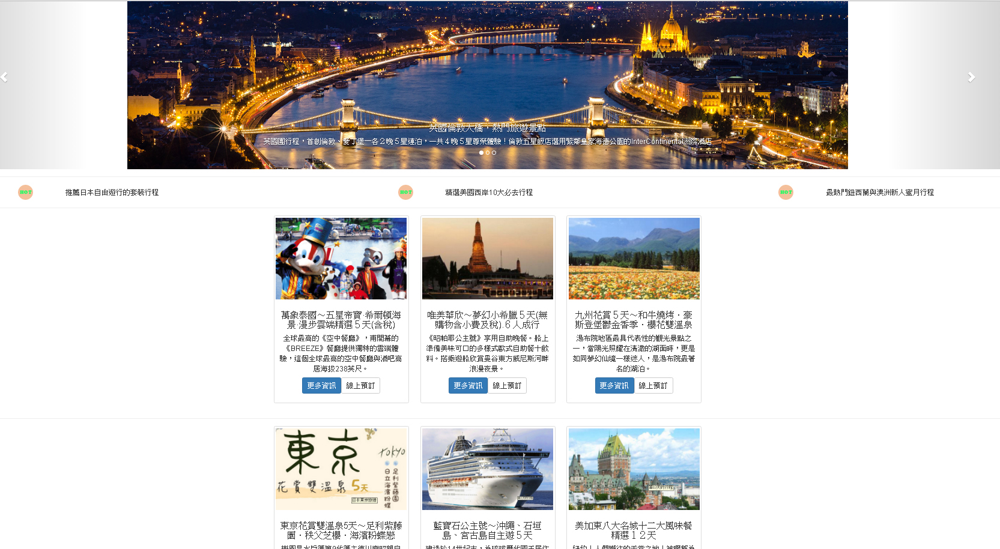 英國倫敦大橋，熱門旅遊景點
英國團行程，首創倫敦、愛丁堡一各２晚５星連泊，一共４晚５星尊榮體驗！倫敦五星飯店選用緊鄰皇家海德公園的InterContinental洲際酒店
HOT 推薦日本自由遊行的套裝行程
HOT 精選美國西岸10大必去行程
HOT 最熱門鈕西蘭與澳洲新人蜜月行程
萬象泰國～五星帝寶‧希爾頓海
景‧漫步雲端精選５天(含稅)
全球最高的《空中餐廳》，甫開幕的
《BREEZE》餐廳提供獨特的雲端體
驗，這個全球最高的空中餐廳與酒吧高
居海拔238英尺。
更多資訊 線上預訂
唯美華欣～夢幻小希臘５天(無
購物含小費及稅).６人成行
《昭帕耶公主號》享用自助晚餐。船上
準備美味可口的多樣式歐式自助餐十飲
料。搭乘遊船欣賞曼谷東方威尼斯河畔
浪漫夜景。
更多資訊 線上預訂
九州花賞５天～和牛燒烤．豪
斯登堡鬱金香季．櫻花雙溫泉
湯布院地區最具代表性的觀光景點之
一，當陽光照耀在清澈的湖面時，更是
如同夢幻仙境一樣迷人，是湯布院最著
名的湖泊。
更多資訊 線上預訂
東京
TOKYO
花賞雙溫泉5天
足利紫藤園
日立海濱粉蝶
日本東京旅遊
東京花賞雙溫泉5天～足利紫藤
園．秩父芝櫻．海濱粉蝶戀
藍寶石公主號～沖繩、石垣
島、宮古島自主遊５天
美加東八大名城十二大風味餐
精選１２天